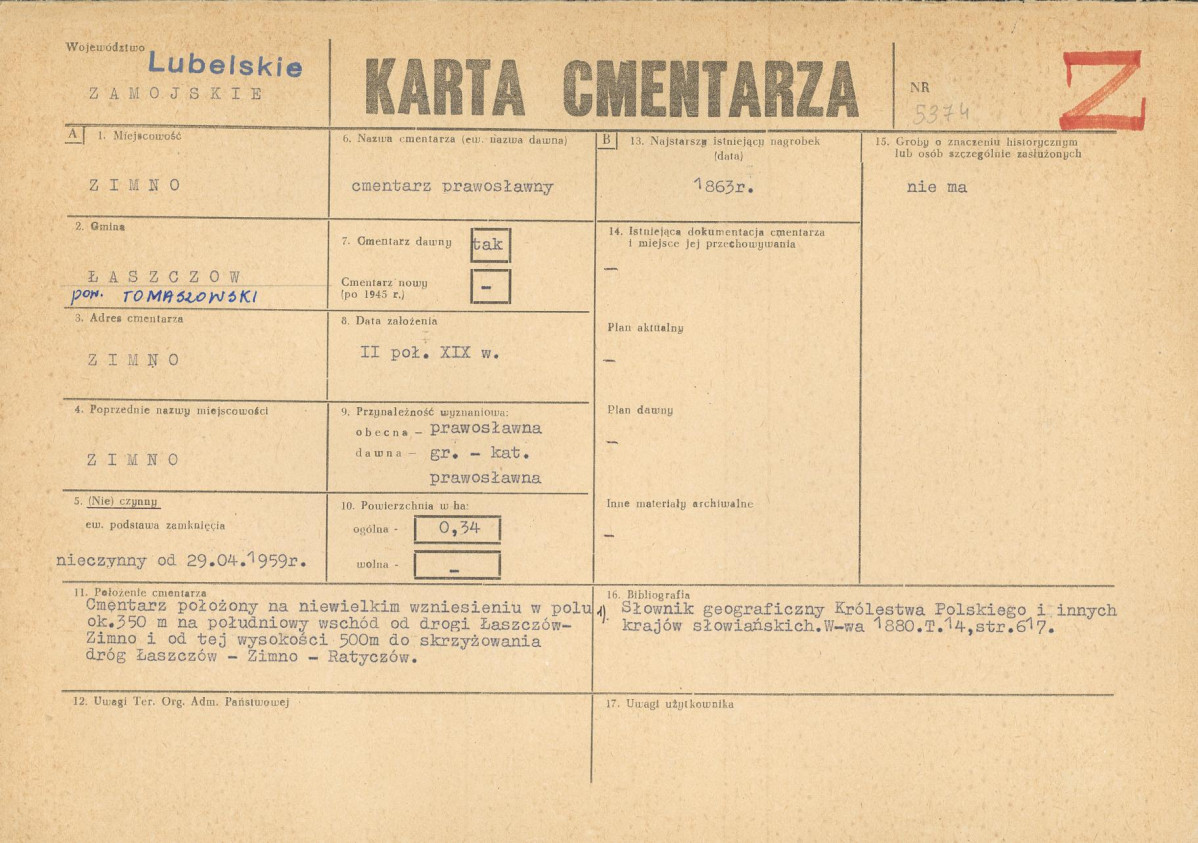 Województwo
Lubelskie
ZAMOJSKIE
KARTA CMENTARZA
NR
5374
Z
A
1. Miejscowość
ZIMNO
2. Gmina
ŁASZCZÓW
pow. TOMASZOWSKI
3. Adres cmentarza
ZIMNO
4. Poprzednie nazwy miejscowości
ZIMNO
5. (Nie) czynny
ew. podstawa zamknięcia
nieczynny od 29.04.1959r.
6. Nazwa cmentarza (ew. nazwa dawna)
cmentarz prawosławny
7. Cmentarz dawny
tak
Cmentarz nowy
(po 1945 r.)
-
8. Data założenia
II poł. XIX w.
9. Przynależność wyznaniowa:
obecna – prawosławna
dawna – gr. - kat.
prawosławna
10. Powierzchnia w ha:
ogólna - 0,34
wolna - -
B
13. Najstarszy istniejący nagrobek
(data)
1863r.
14. Istniejąca dokumentacja cmentarza
i miejsce jej przechowywania
-
Plan aktualny
-
Plan dawny
-
Inne materiały archiwalne
-
15. Groby o znaczeniu historycznym
lub osób szczególnie zasłużonych
nie ma
11. Położenie cmentarza
Cmentarz położony na niewielkim wzniesieniu w polu
ok.350 m na południowy wschód od drogi Łaszczów-
Zimno i od tej wysokości 500m do skrzyżowania
dróg Łaszczów - Zimno - Ratyczów.
16. Bibliografia
1). Słownik geograficzny Królestwa Polskiego i innych
krajów słowiańskich.W-wa 1880.T.14,str.617.
12. Uwagi Ter. Org. Adm. Państwowej
17. Uwagi użytkownika